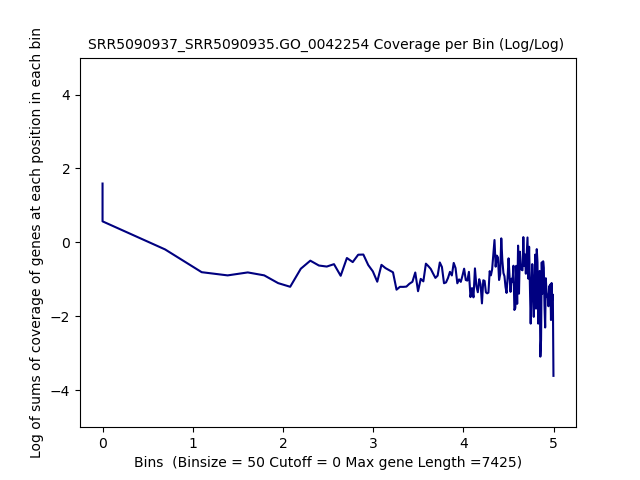 SRR5090937_SRR5090935.GO_0042254 Coverage per Bin (Log/Log)
Log of sums of coverage of genes at each position in each bin
4
2
0
−2
−4
0 1 2 3 4 5
Bins  (Binsize = 50 Cutoff = 0 Max gene Length =7425)